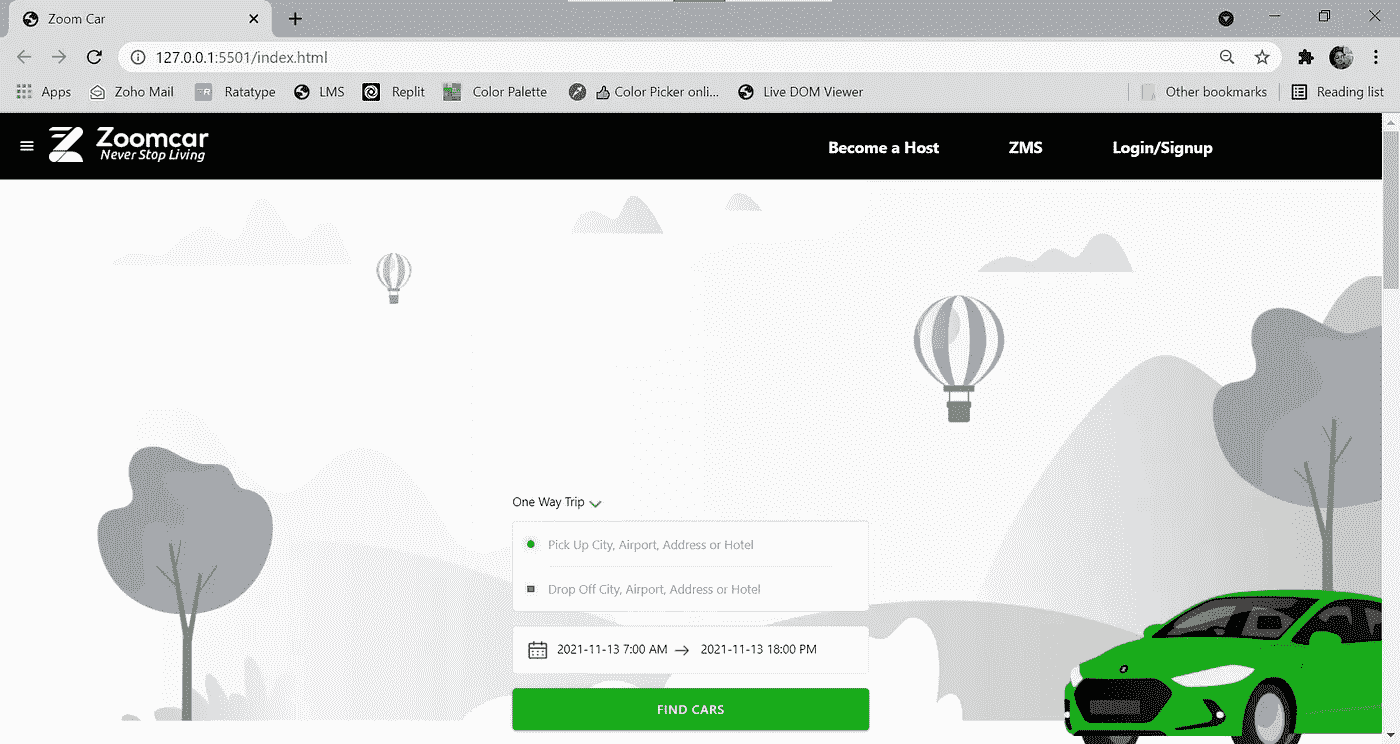 Zoom Car
127.0.0.1:5501/index.html
Apps Zoho Mail R Ratatype LMS Replit Color Palette Color Picker onli... Live DOM Viewer Other bookmarks Reading list
Zoomcar Become a Host ZMS Login/Signup
Never Stop Living
One Way Trip
Pick Up City, Airport, Address or Hotel
Drop Off City, Airport, Address or Hotel
2021-11-13 7:00 AM → 2021-11-13 18:00 PM
FIND CARS